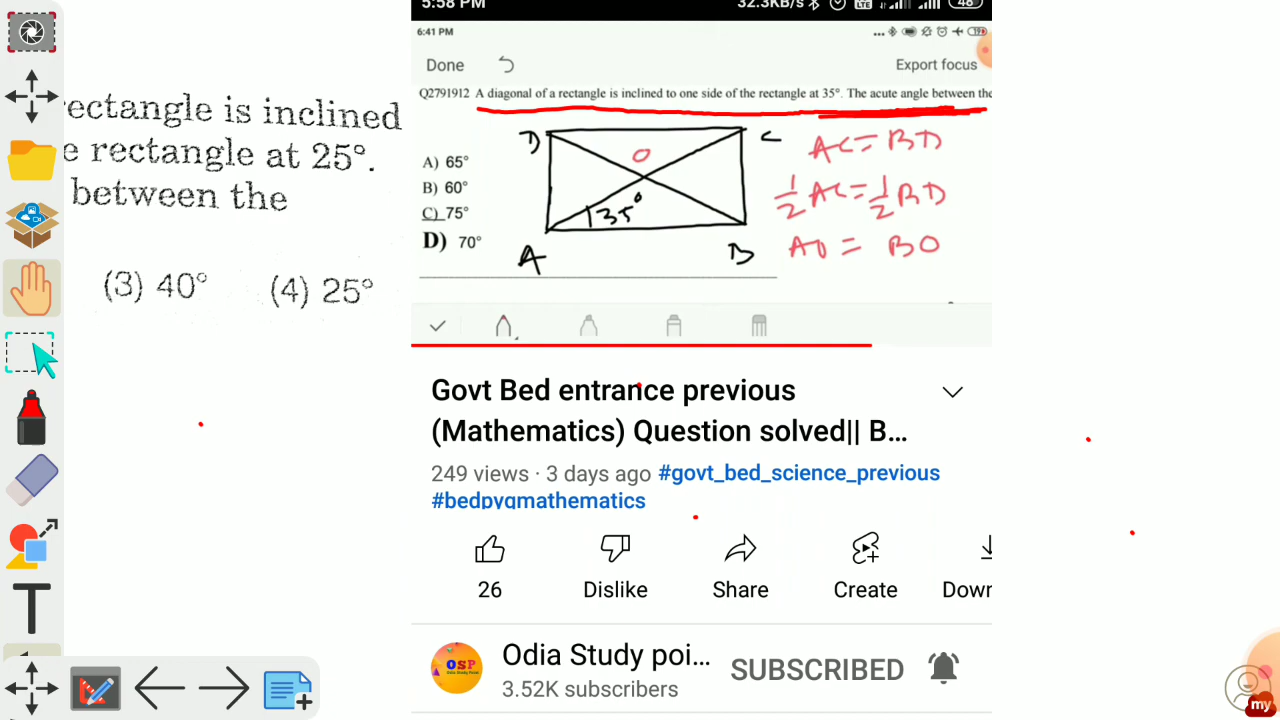 5:58 PM
32.3KB/s
48
6:41 PM
Done
Export focus
Q2791912 A diagonal of a rectangle is inclined to one side of the rectangle at 35°. The acute angle between the
D
C
AC = BD
O
A) 65°
B) 60°
C) 75°
D) 70°
35°
½ AC = ½ BD
AO = BO
A
B
rectangle is inclined
e rectangle at 25°.
between the
(3) 40° (4) 25°
Govt Bed entrance previous
(Mathematics) Question solved|| B...
249 views · 3 days ago #govt_bed_science_previous
#bedpyqmathematics
26
Dislike
Share
Create
Down
OSP
Odia Study poi...
3.52K subscribers
SUBSCRIBED
T
my